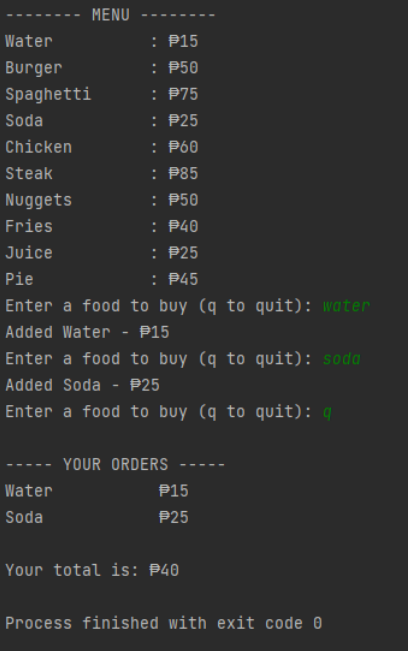 -------- MENU --------
Water          : ₱15
Burger         : ₱50
Spaghetti      : ₱75
Soda           : ₱25
Chicken        : ₱60
Steak          : ₱85
Nuggets        : ₱50
Fries          : ₱40
Juice          : ₱25
Pie            : ₱45
Enter a food to buy (q to quit): water
Added Water - ₱15
Enter a food to buy (q to quit): soda
Added Soda - ₱25
Enter a food to buy (q to quit): q
----- YOUR ORDERS -----
Water           ₱15
Soda            ₱25
Your total is: ₱40
Process finished with exit code 0